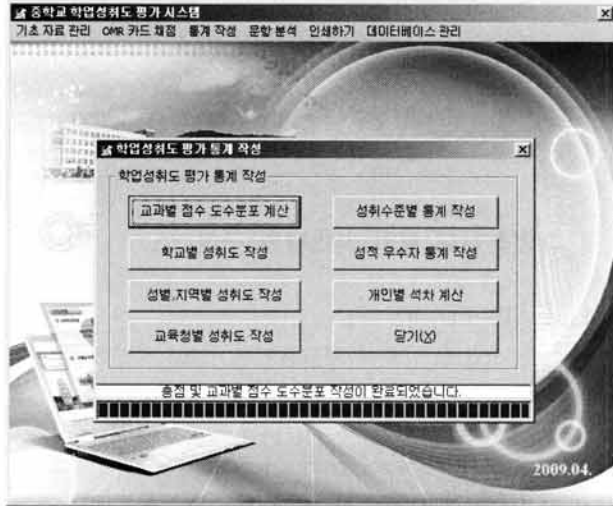 중학교 학업성취도 평가 시스템
기초 자료 관리 OMR 카드 채점 통계 작성 문항 분석 인쇄하기 데이터베이스 관리
학업성취도 평가 통계 작성
학업성취도 평가 통계 작성
교과별 점수 도수분포 계산 성취수준별 통계 작성
학교별 성취도 작성 성적 우수자 통계 작성
성별.지역별 성취도 작성 개인별 석차 계산
교육청별 성취도 작성 닫기(X)
총점 및 교과별 점수 도수분포 작성이 완료되었습니다.
2009.04.